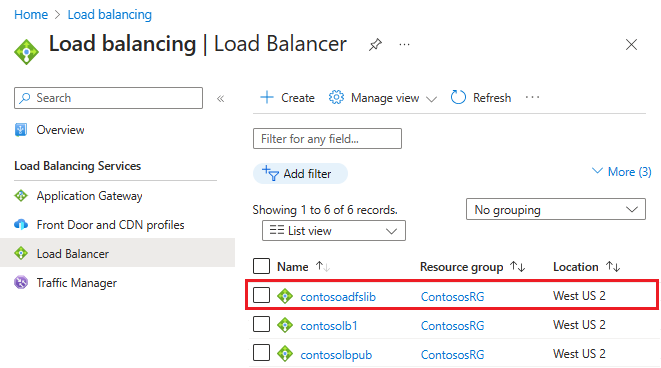 Home > Load balancing
Load balancing | Load Balancer ...
Search «
Overview
Load Balancing Services
Application Gateway
Front Door and CDN profiles
Load Balancer
Traffic Manager
+ Create Manage view Refresh ...
Filter for any field...
Add filter
More (3)
Showing 1 to 6 of 6 records.
No grouping
List view
Name ↑↓ Resource group ↑↓ Location ↑↓
contosoadfslib ContososRG West US 2
contosolb1 ContososRG West US 2
contosolbpub ContososRG West US 2